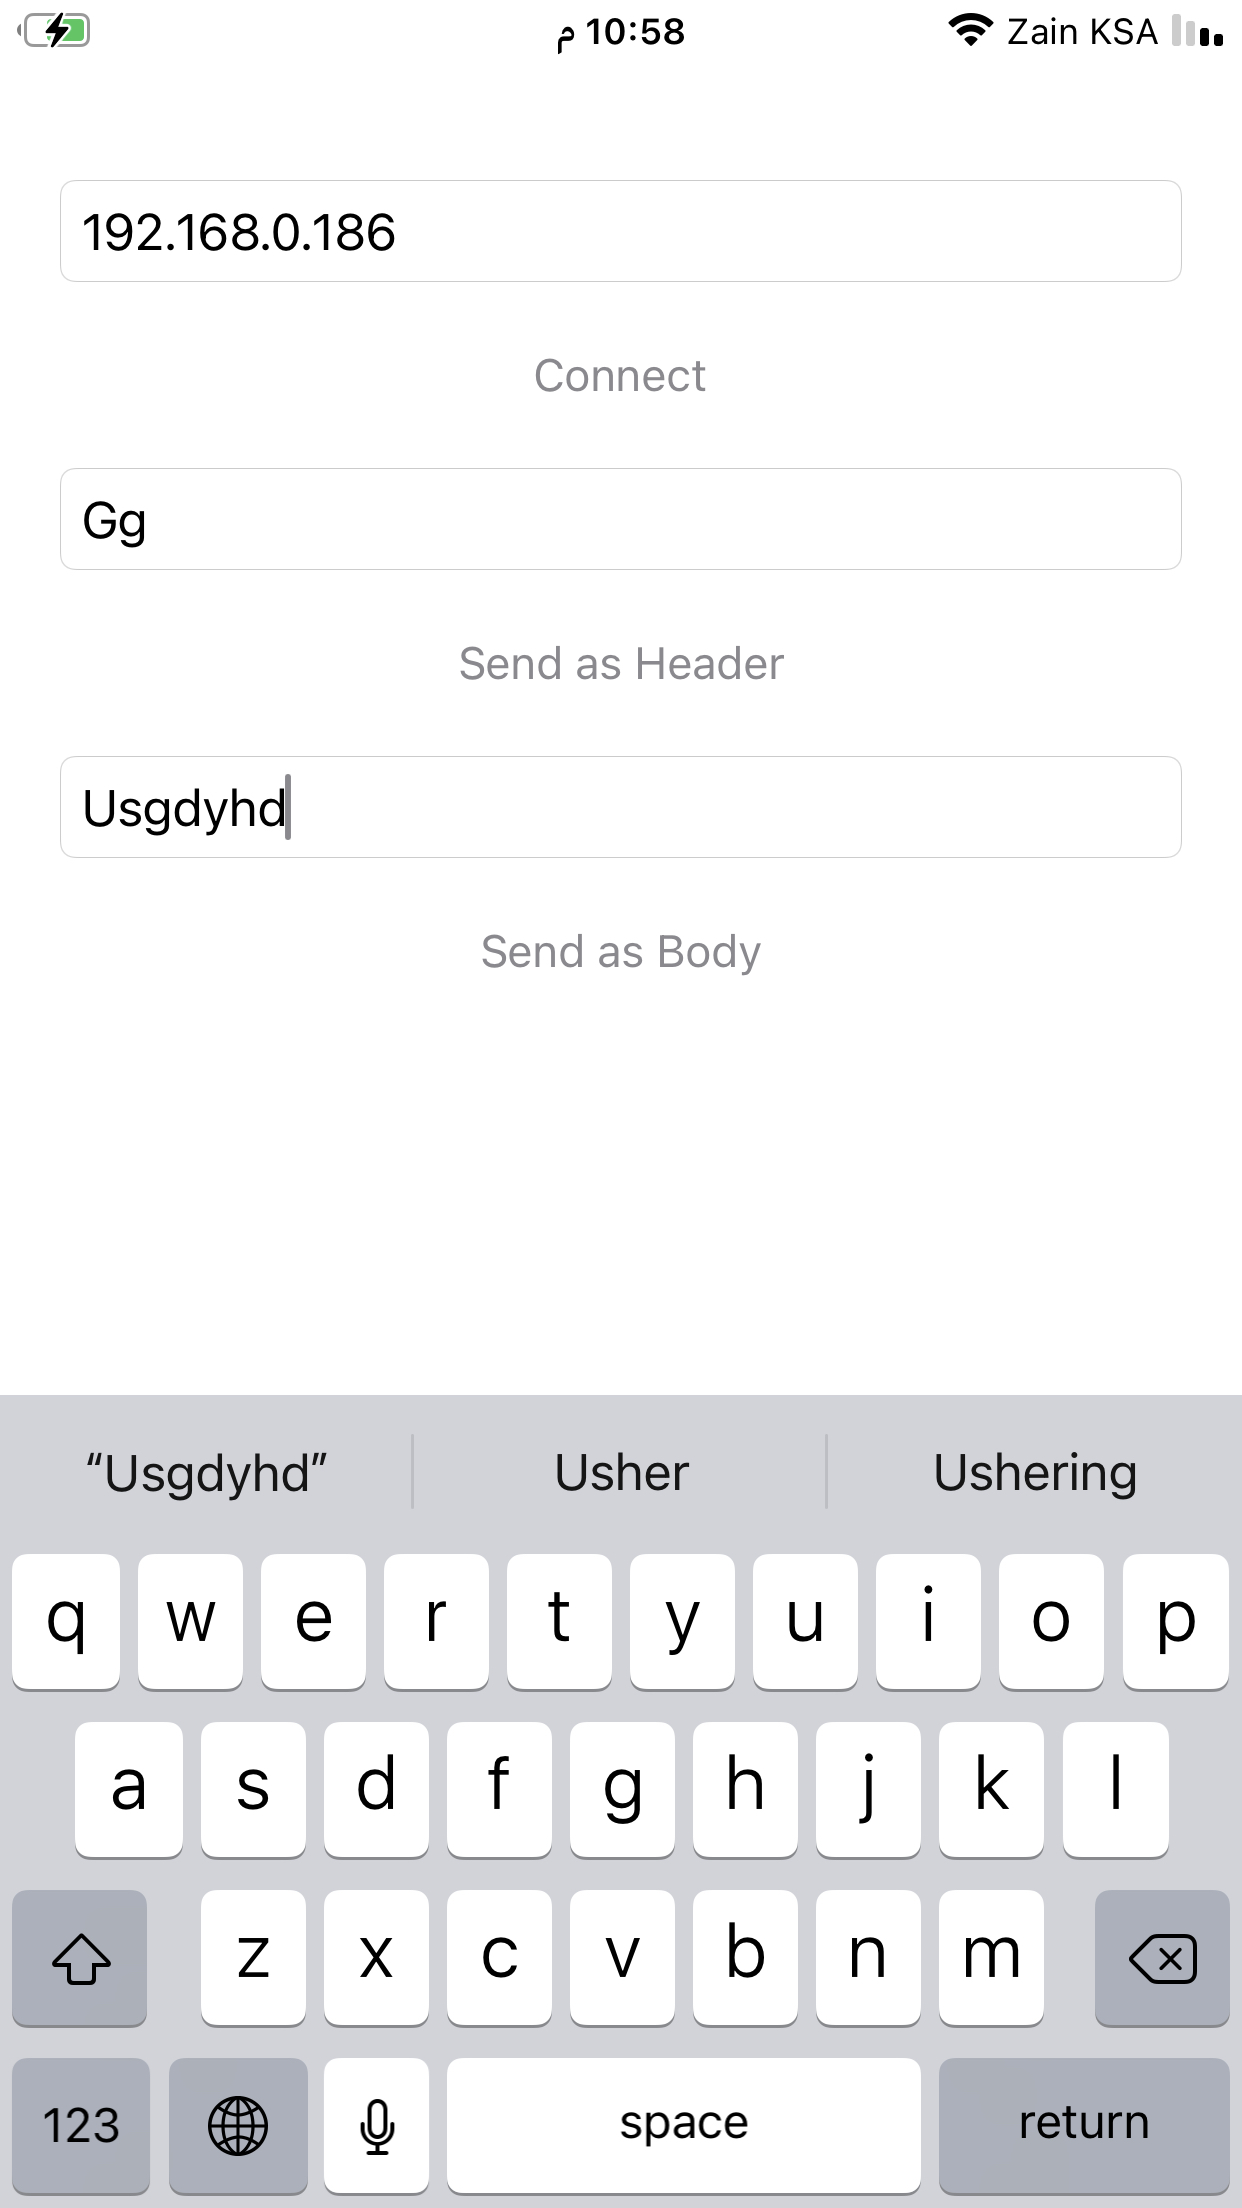 م 10:58
Zain KSA
192.168.0.186
Connect
Gg
Send as Header
Usgdyhd
Send as Body
“Usgdyhd” Usher Ushering
q w e r t y u i o p
a s d f g h j k l
z x c v b n m
123 space return